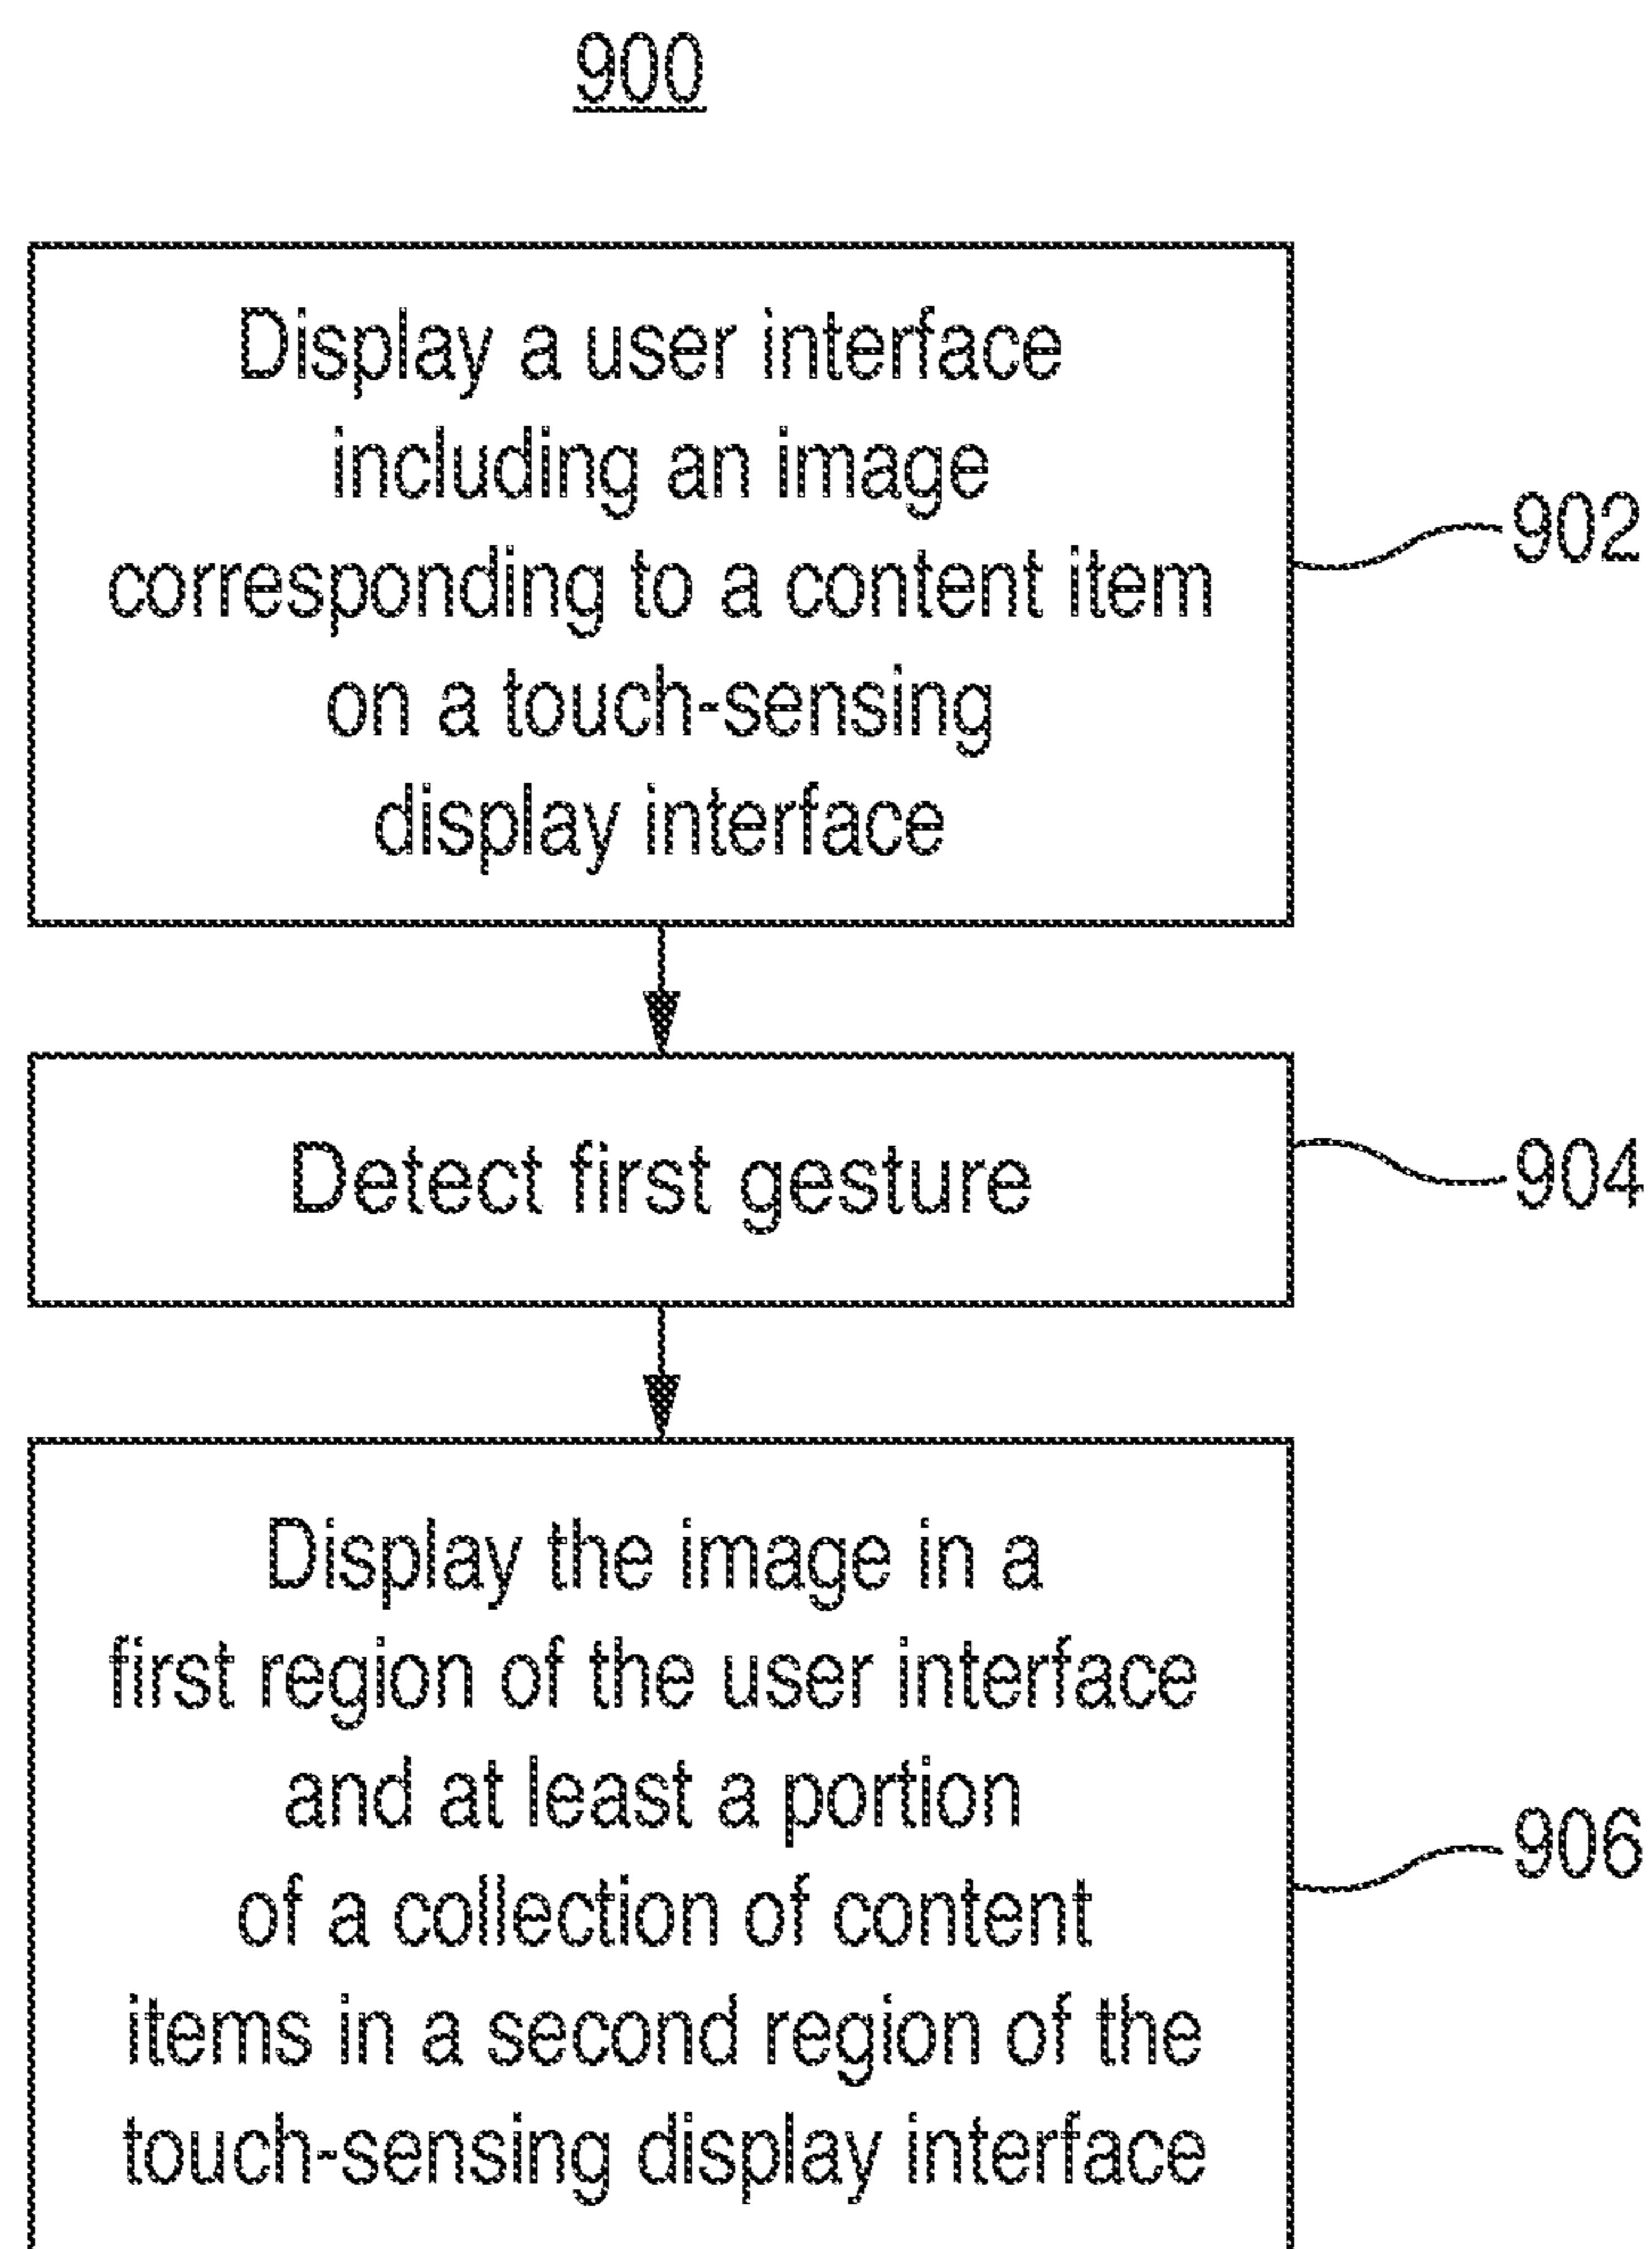 900
Display a user interface
including an image
corresponding to a content item
on a touch-sensing
display interface
902
Detect first gesture
904
Display the image in a
first region of the user interface
and at least a portion
of a collection of content
items in a second region of the
touch-sensing display interface
906